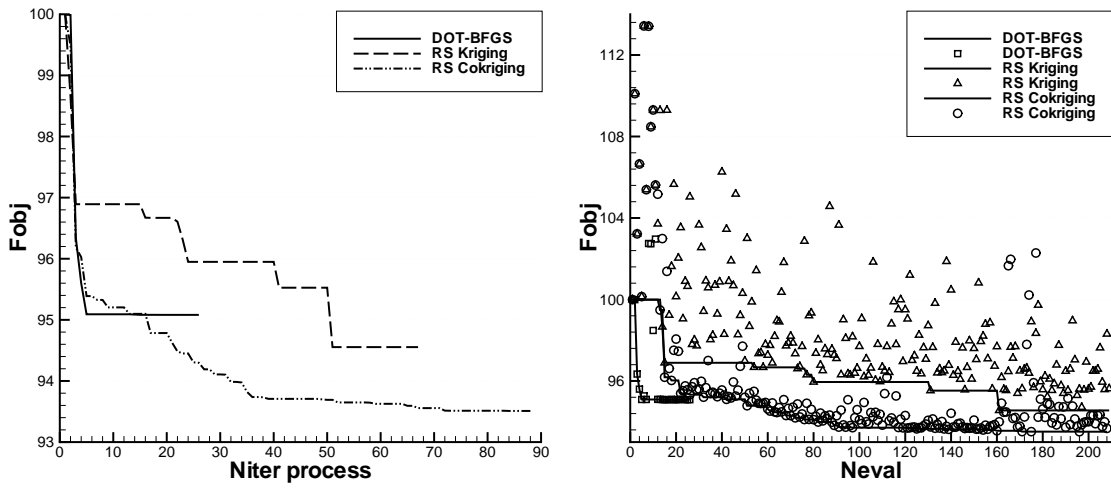 Fobj
100
99
98
97
96
95
94
93
0
10
20
30
40
50
60
70
80
90
Niter process
DOT-BFGS
RS Kriging
RS Cokriging
Fobj
112
108
104
100
96
0
20
40
60
80
100
120
140
160
180
200
Neval
DOT-BFGS
DOT-BFGS
RS Kriging
RS Kriging
RS Cokriging
RS Cokriging